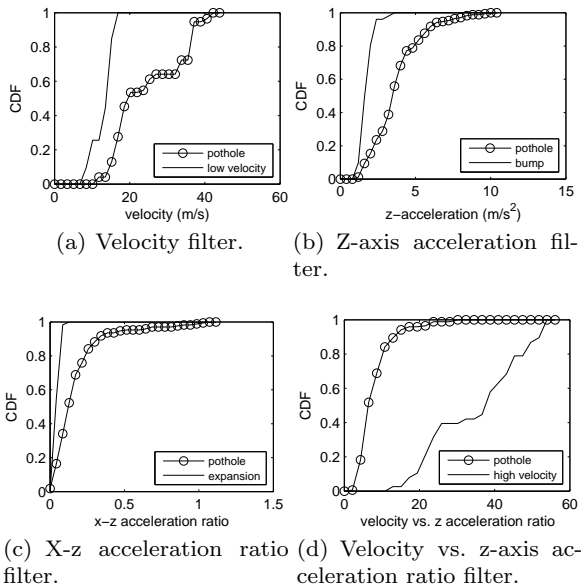 1
0.8
0.6
0.4
0.2
0
CDF
0 20 40 60
velocity (m/s)
pothole
low velocity
(a) Velocity filter.
1
0.8
0.6
0.4
0.2
0
CDF
0 5 10 15
z−acceleration (m/s²)
pothole
bump
(b) Z-axis acceleration fil-
ter.
1
0.8
0.6
0.4
0.2
0
CDF
0 0.5 1 1.5
x−z acceleration ratio
pothole
expansion
(c) X-z acceleration ratio
filter.
1
0.8
0.6
0.4
0.2
0
CDF
0 20 40 60
velocity vs. z acceleration ratio
pothole
high velocity
(d) Velocity vs. z-axis ac-
celeration ratio filter.